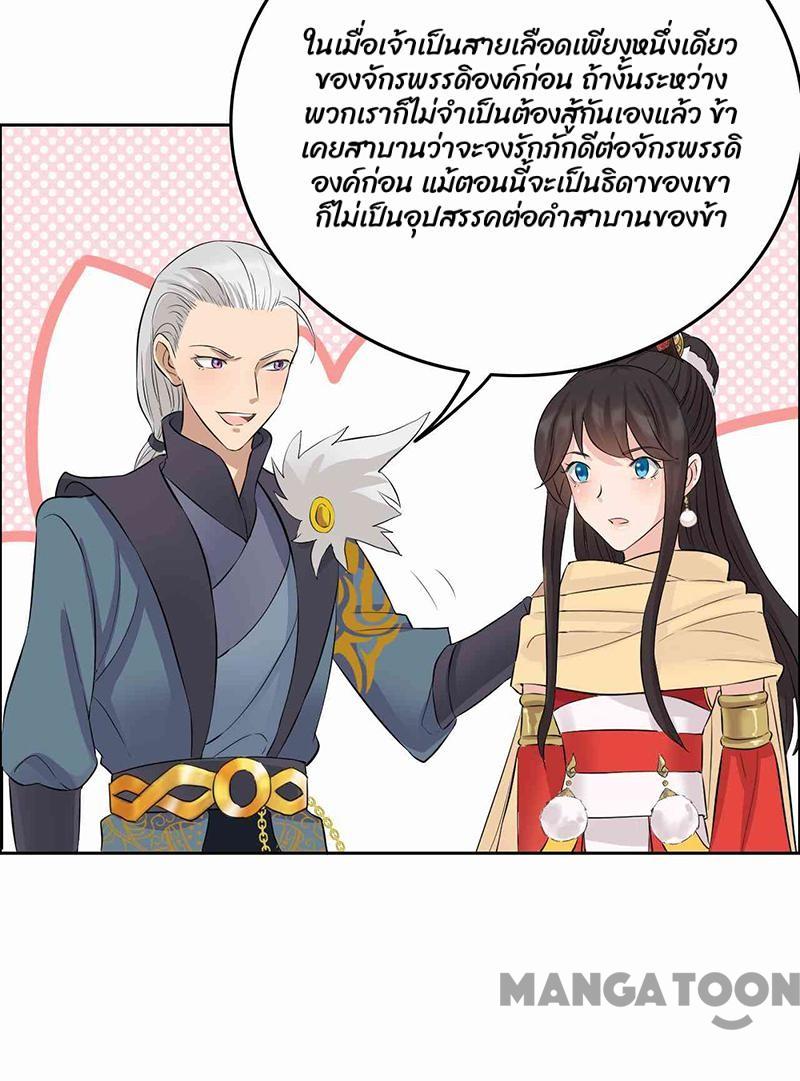 ในเมื่อเจ้าเป็นสายเลือดเพียงหนึ่งเดียว
ของจักรพรรดิองค์ก่อน ถ้างั้นระหว่าง
พวกเราก็ไม่จำเป็นต้องสู้กันเองแล้ว ข้า
เคยสาบานว่าจะจงรักภักดีต่อจักรพรรดิ
องค์ก่อน แม้ตอนนี้จะเป็นธิดาของเขา
ก็ไม่เป็นอุปสรรคต่อคำสาบานของข้า
MANGATOON